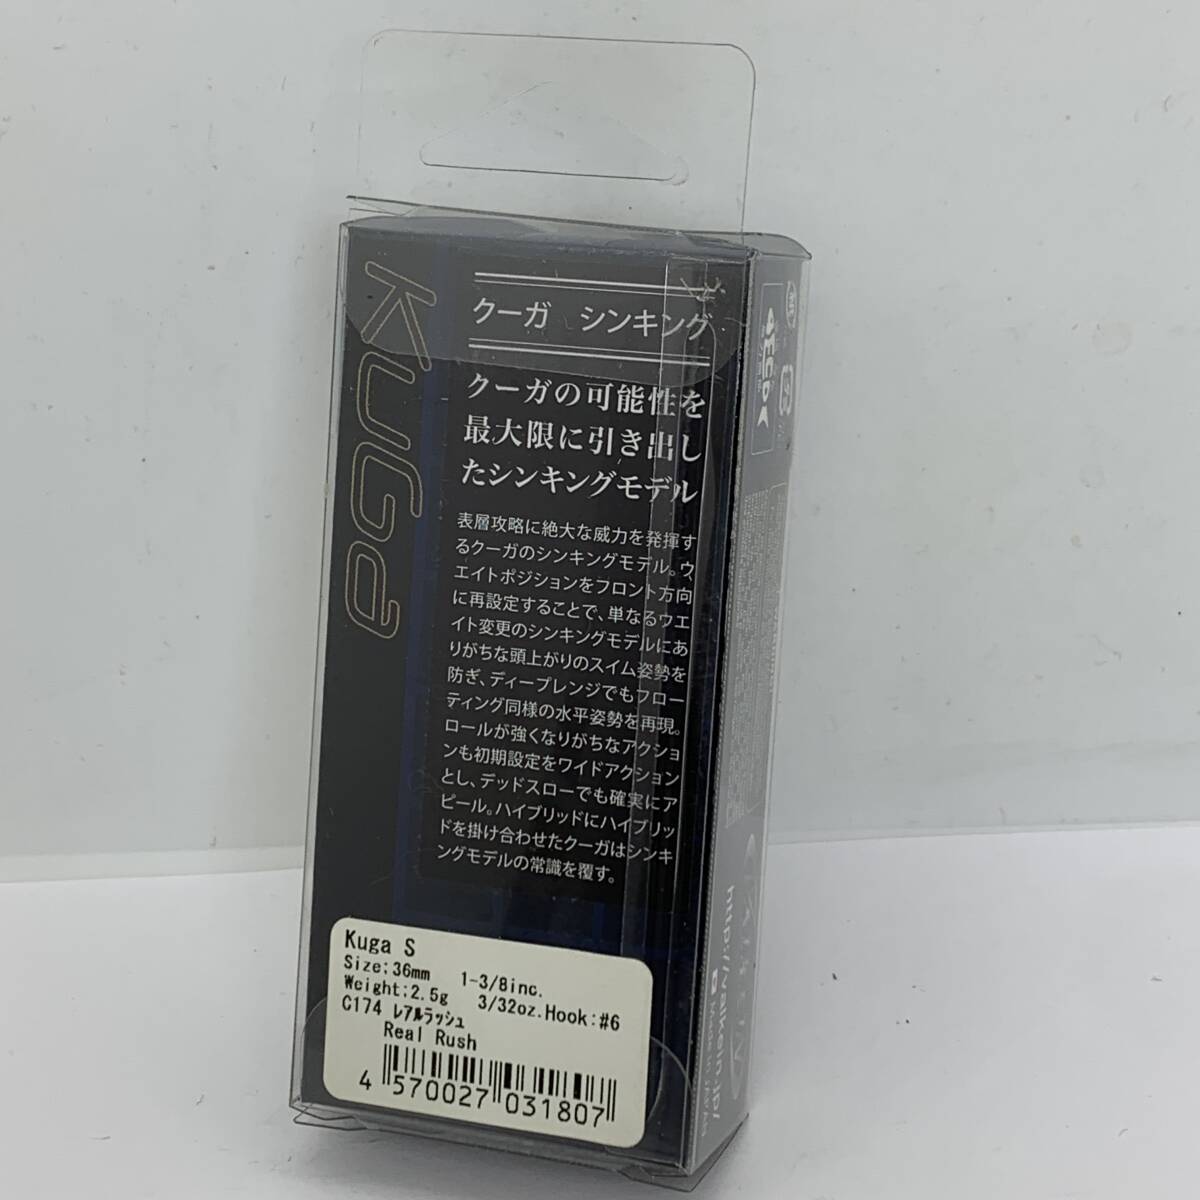 KUGa
クーガ　シンキング
クーガの可能性を
最大限に引き出し
たシンキングモデル
表層攻略に絶大な威力を発揮す
るクーガのシンキングモデル。ウ
エイトポジションをフロント方向
に再設定することで、単なるウエ
イト変更のシンキングモデルにあ
りがちな頭上がりのスイム姿勢を
防ぎ、ディープレンジでもフロー
ティング同様の水平姿勢を再現。
ロールが強くなりがちなアクショ
ンも初期設定をワイドアクション
とし、デッドスローでも確実にア
ピール。ハイブリッドにハイブリッ
ドを掛け合わせたクーガはシンキ
ングモデルの常識を覆す。
Kuga S
Size:36mm 1-3/8inc.
Weight:2.5g 3/32oz.Hook:#6
C174 ﾚｱﾙﾗｯｼｭ
Real Rush
4 570027 031807
http://valkein.jp/
Made in JAPAN